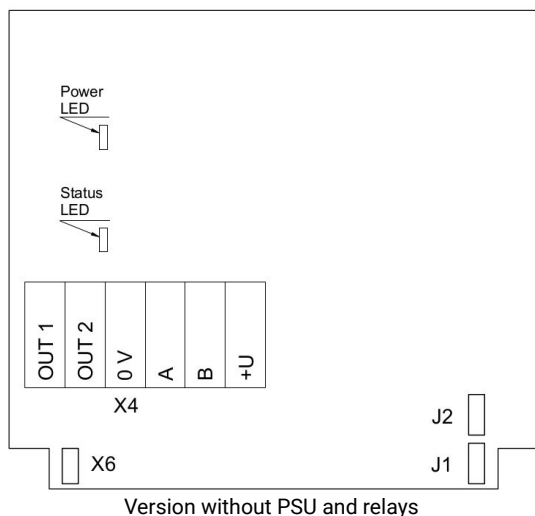 Power
LED
Status
LED
OUT 1
OUT 2
0 V
A
B
+U
X4
J2
X6
J1
Version without PSU and relays